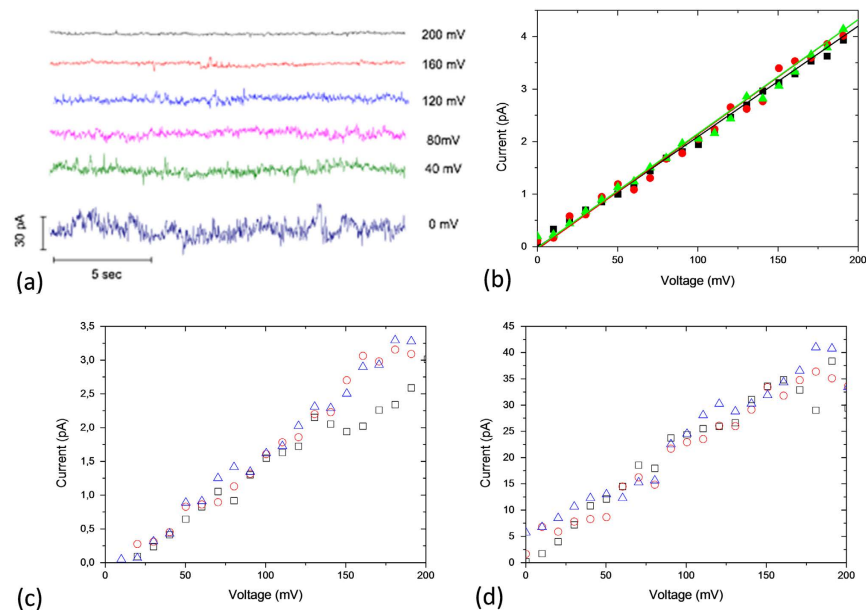 200 mV
160 mV
120 mV
80mV
40 mV
0 mV
30 pA
5 sec
(a)
4
3
2
1
0
Current (pA)
0 50 100 150 200
Voltage (mV)
(b)
3,5
3,0
2,5
2,0
1,5
1,0
0,5
0,0
Current (pA)
0 50 100 150 200
Voltage (mV)
(c)
45
40
35
30
25
20
15
10
5
0
Current (pA)
0 50 100 150 200
Voltage (mV)
(d)